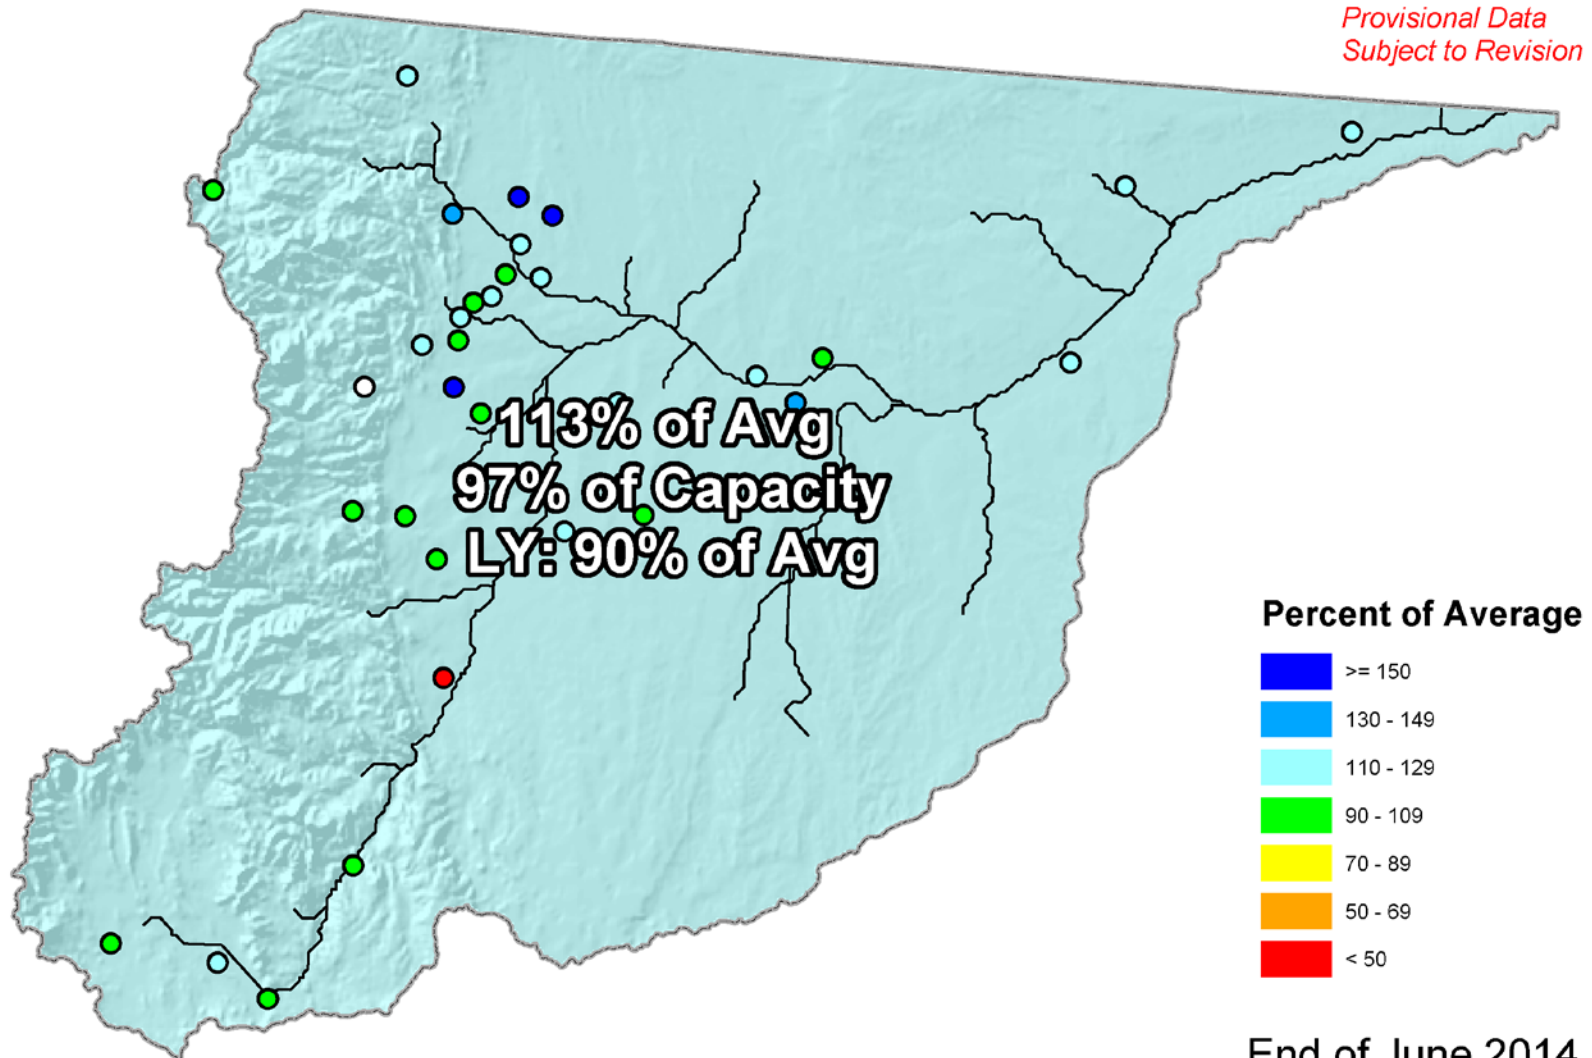 Provisional Data
Subject to Revision
113% of Avg
97% of Capacity
LY: 90% of Avg
Percent of Average
>= 150
130 - 149
110 - 129
90 - 109
70 - 89
50 - 69
< 50
End of June 2014